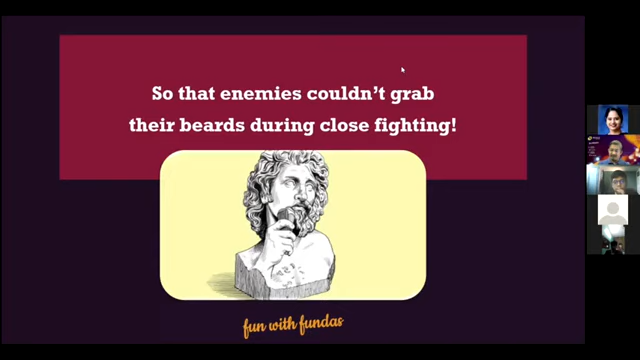 So that enemies couldn't grab
their beards during close fighting!
fun with fundas